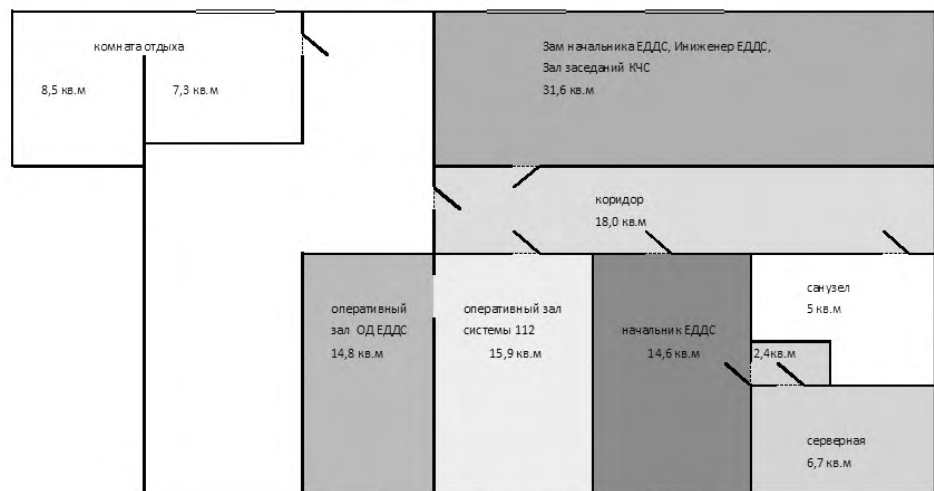 комната отдыха
8,5 кв.м
7,3 кв.м
Зам начальника ЕДДС, Иниженер ЕДДС,
Зал заседаний КЧС
31,6 кв.м
коридор
18,0 кв.м
оперативный
зал ОД ЕДДС
14,8 кв.м
оперативный зал
системы 112
15,9 кв.м
начальник ЕДДС
14,6 кв.м
санузел
5 кв.м
2,4кв.м
серверная
6,7 кв.м